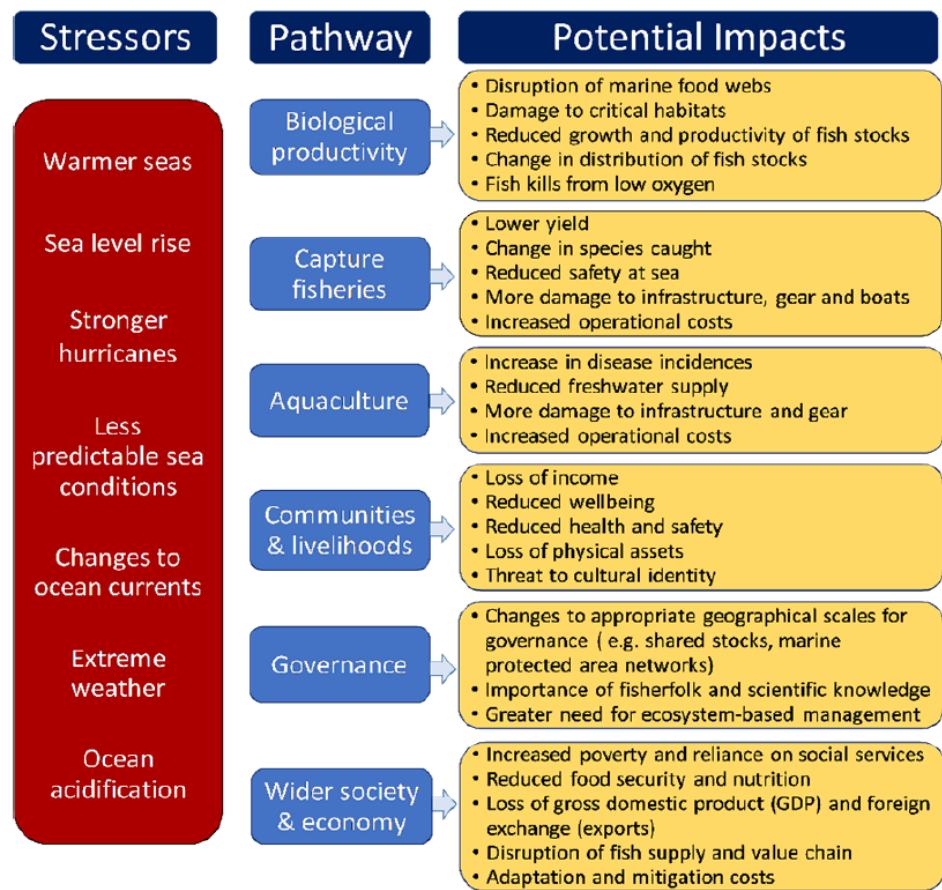 Stressors
Pathway
Potential Impacts
Warmer seas
Sea level rise
Stronger
hurricanes
Less
predictable sea
conditions
Changes to
ocean currents
Extreme
weather
Ocean
acidification
Biological
productivity
• Disruption of marine food webs
• Damage to critical habitats
• Reduced growth and productivity of fish stocks
• Change in distribution of fish stocks
• Fish kills from low oxygen
Capture
fisheries
• Lower yield
• Change in species caught
• Reduced safety at sea
• More damage to infrastructure, gear and boats
• Increased operational costs
Aquaculture
• Increase in disease incidences
• Reduced freshwater supply
• More damage to infrastructure and gear
• Increased operational costs
Communities
& livelihoods
• Loss of income
• Reduced wellbeing
• Reduced health and safety
• Loss of physical assets
• Threat to cultural identity
Governance
• Changes to appropriate geographical scales for
governance ( e.g. shared stocks, marine
protected area networks)
• Importance of fisherfolk and scientific knowledge
• Greater need for ecosystem-based management
Wider society
& economy
• Increased poverty and reliance on social services
• Reduced food security and nutrition
• Loss of gross domestic product (GDP) and foreign
exchange (exports)
• Disruption of fish supply and value chain
• Adaptation and mitigation costs